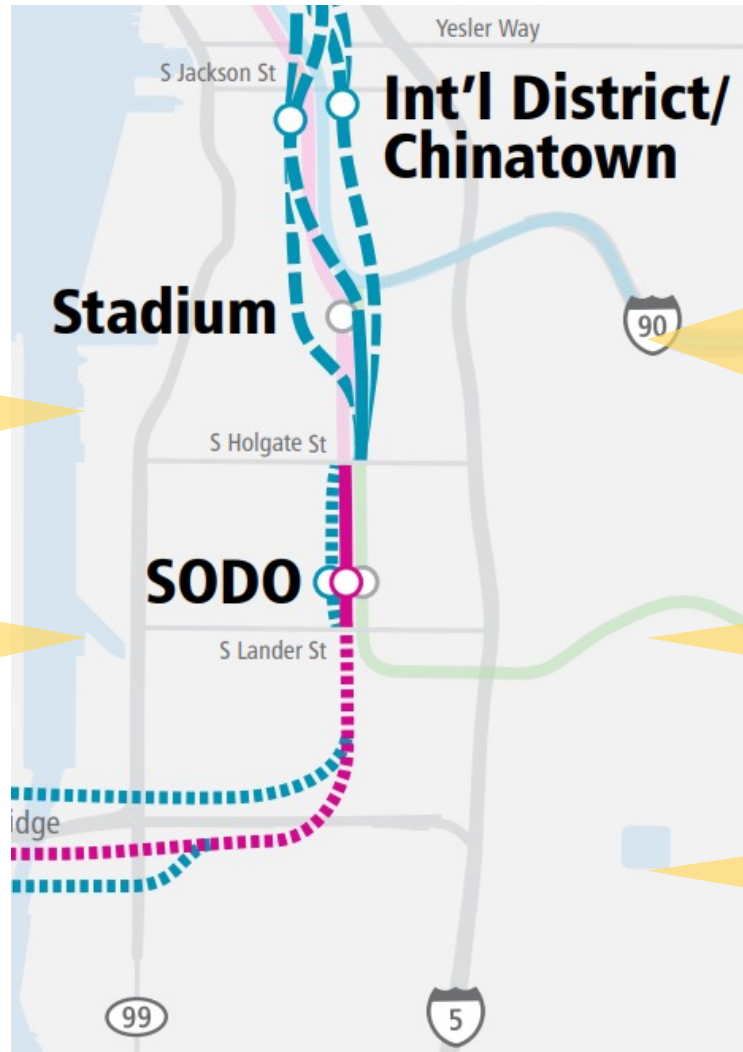 Yesler Way
S Jackson St
Int'l District/
Chinatown
Stadium
90
S Holgate St
SODO
S Lander St
idge
99
5